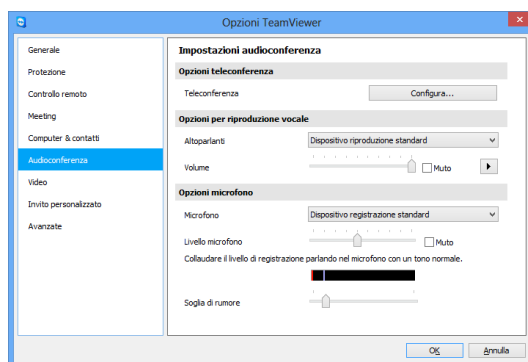 Opzioni TeamViewer
Generale
Protezione
Controllo remoto
Meeting
Computer & contatti
Audioconferenza
Video
Invito personalizzato
Avanzate
Impostazioni audioconferenza
Opzioni teleconferenza
Teleconferenza
Configura...
Opzioni per riproduzione vocale
Altoparlanti
Dispositivo riproduzione standard
Volume
Muto
Opzioni microfono
Microfono
Dispositivo registrazione standard
Livello microfono
Muto
Collaudare il livello di registrazione parlando nel microfono con un tono normale.
Soglia di rumore
OK
Annulla